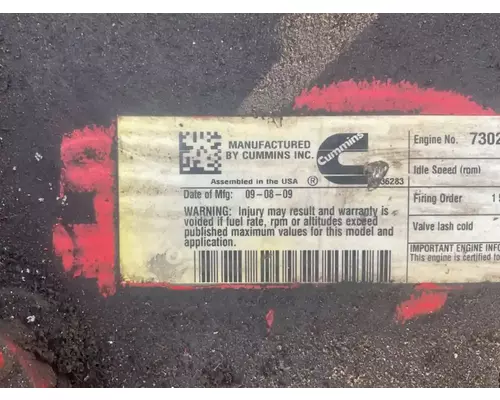 MANUFACTURED
BY CUMMINS INC.
Cummins
Assembled in the USA ®
Date of Mfg: 09-08-09
WARNING: Injury may result and warranty is
voided if fuel rate, rpm or altitudes exceed
published maximum values for this model and
application.
Engine No. 7302
Idle Speed (rpm)
Firing Order 1
Valve lash cold
IMPORTANT ENGINE INFO
This engine is certified fo